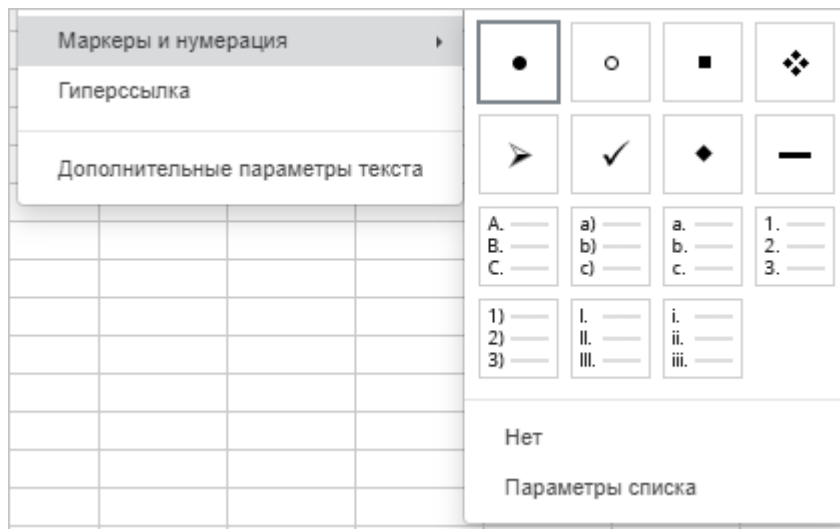 Маркеры и нумерация
Гиперссылка
Дополнительные параметры текста
A. a) a. 1.
B. b) b. 2.
C. c) c. 3.
1) I. i.
2) II. ii.
3) III. iii.
Нет
Параметры списка